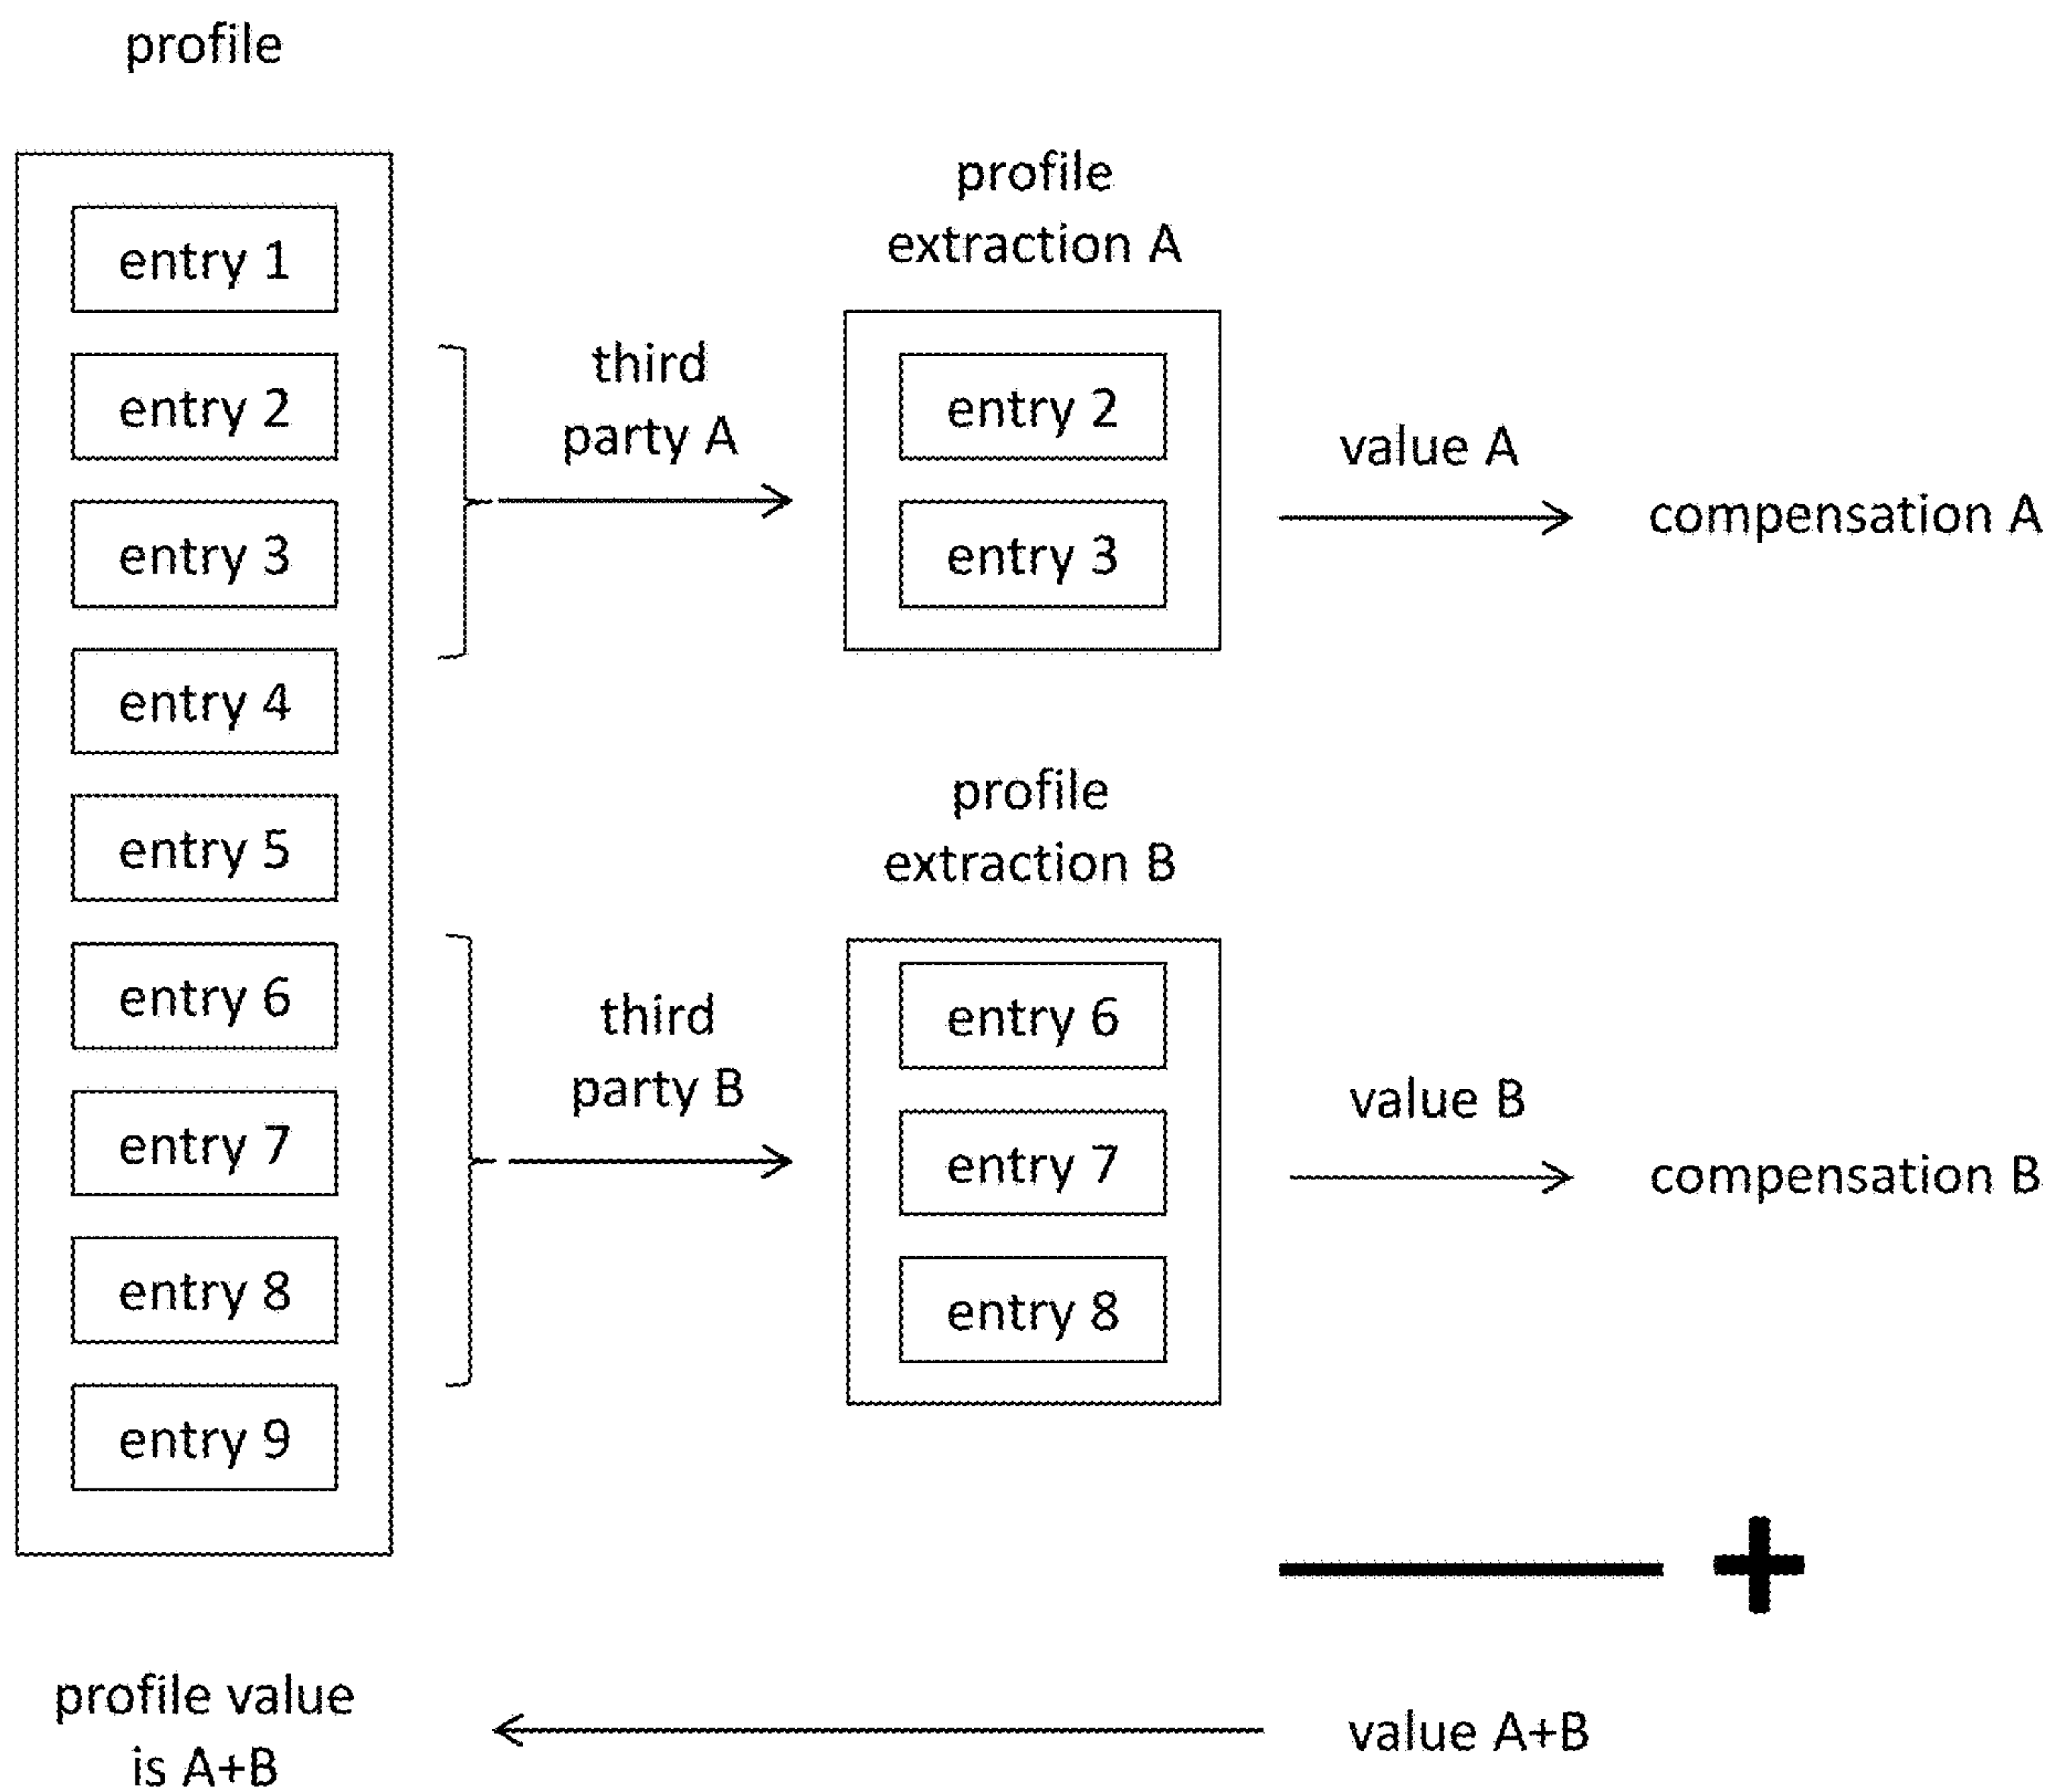 profile
entry 1
entry 2
entry 3
entry 4
entry 5
entry 6
entry 7
entry 8
entry 9
third
party A
profile
extraction A
entry 2
entry 3
value A
compensation A
third
party B
profile
extraction B
entry 6
entry 7
entry 8
value B
compensation B
+
value A+B
profile value
is A+B